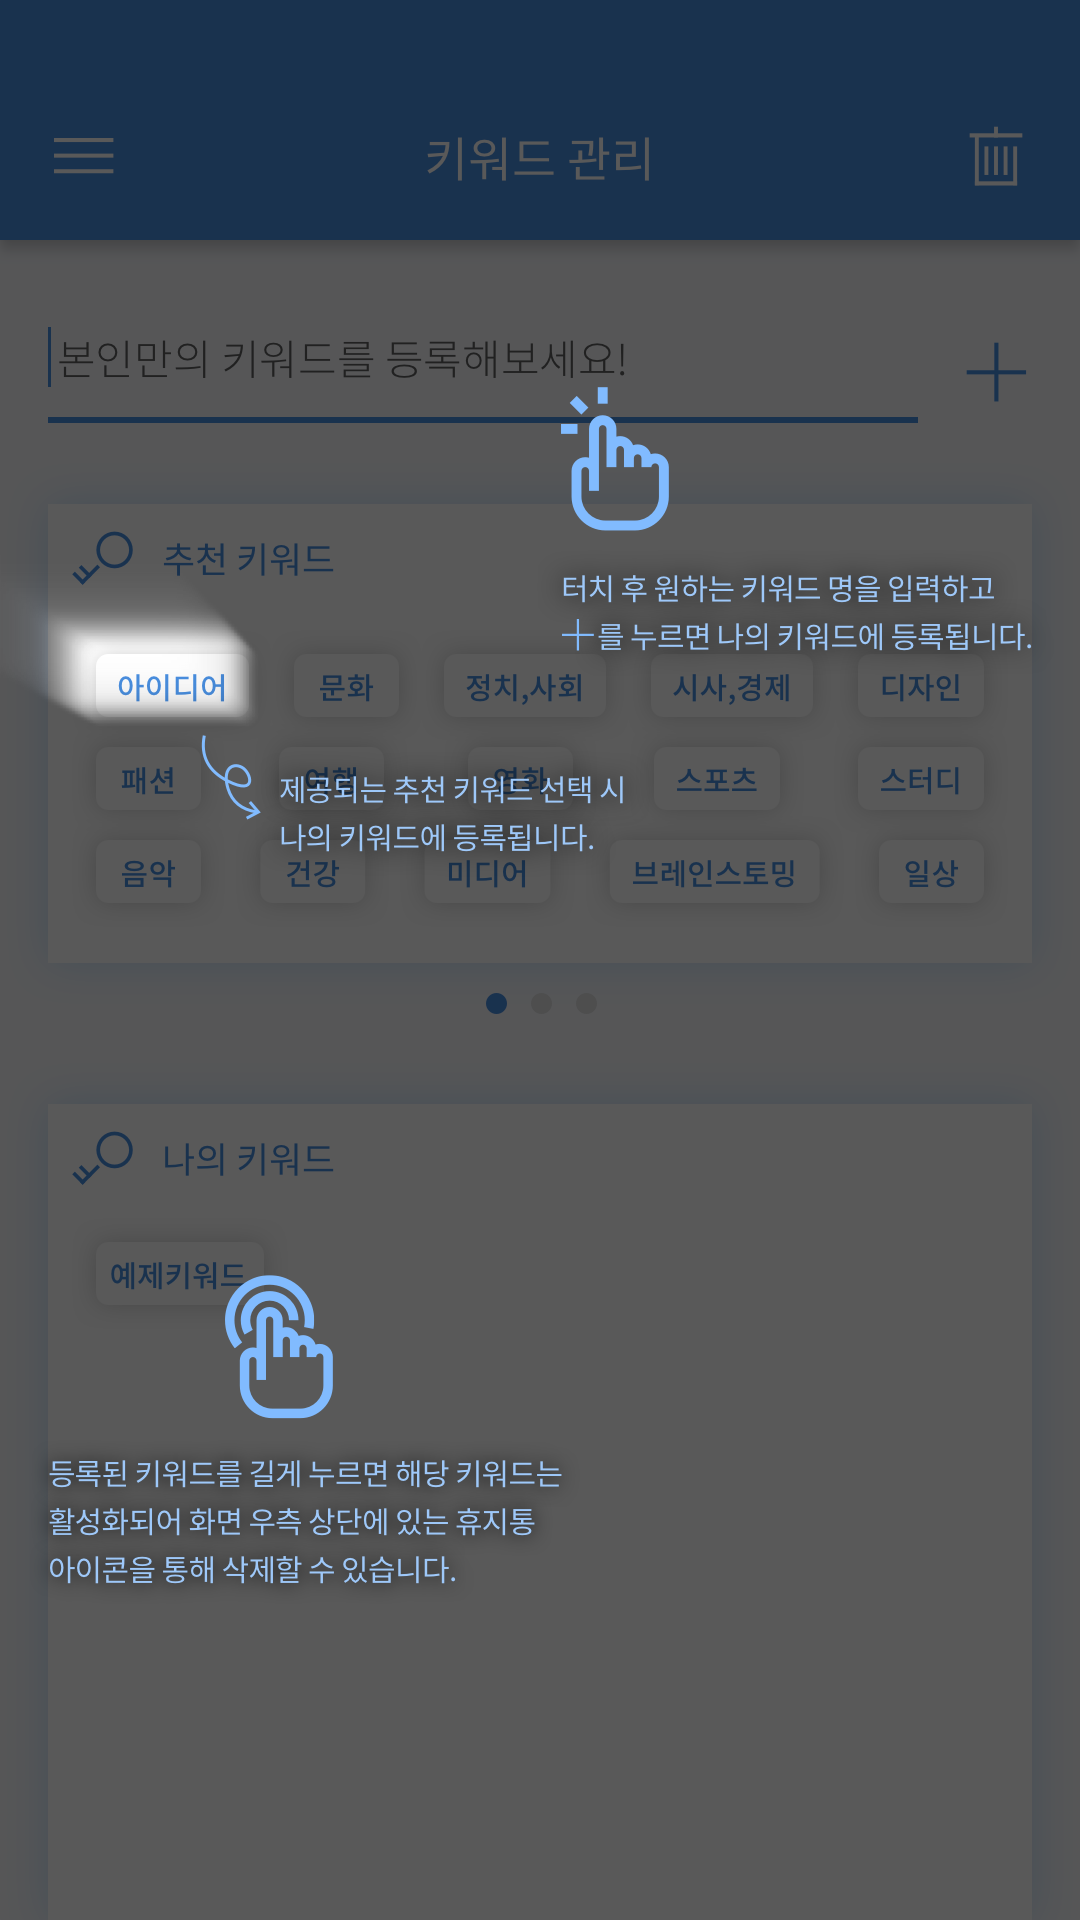 키워드 관리
본인만의 키워드를 등록해보세요!
추천 키워드
터치 후 원하는 키워드 명을 입력하고
를 누르면 나의 키워드에 등록됩니다.
아이디어 문화 정치,사회 시사,경제 디자인
패션 여행 영화 스포츠 스터디
제공되는 추천 키워드 선택 시
나의 키워드에 등록됩니다.
음악 건강 미디어 브레인스토밍 일상
나의 키워드
예제키워드
등록된 키워드를 길게 누르면 해당 키워드는
활성화되어 화면 우측 상단에 있는 휴지통
아이콘을 통해 삭제할 수 있습니다.